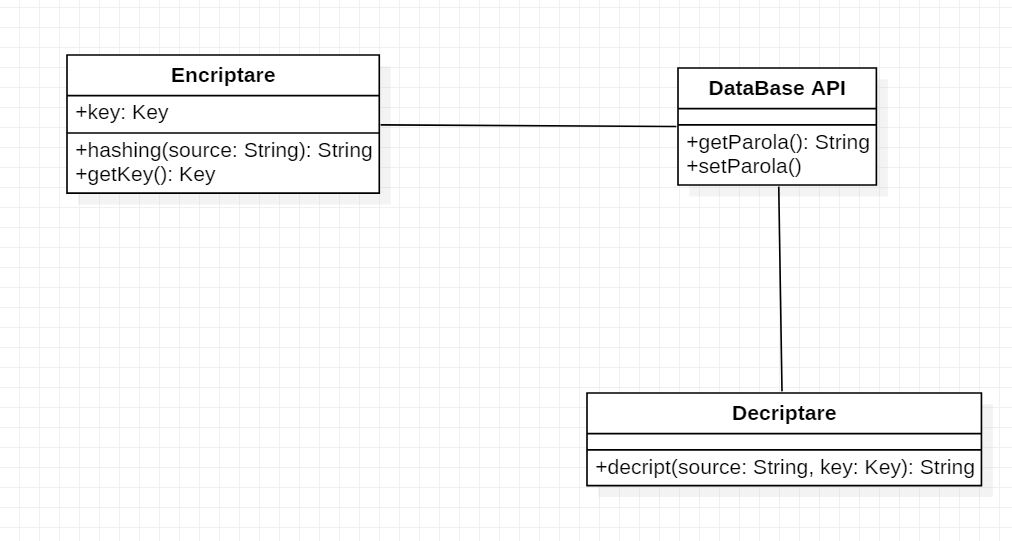 Encriptare
+key: Key
+hashing(source: String): String
+getKey(): Key
DataBase API
+getParola(): String
+setParola()
Decriptare
+decript(source: String, key: Key): String